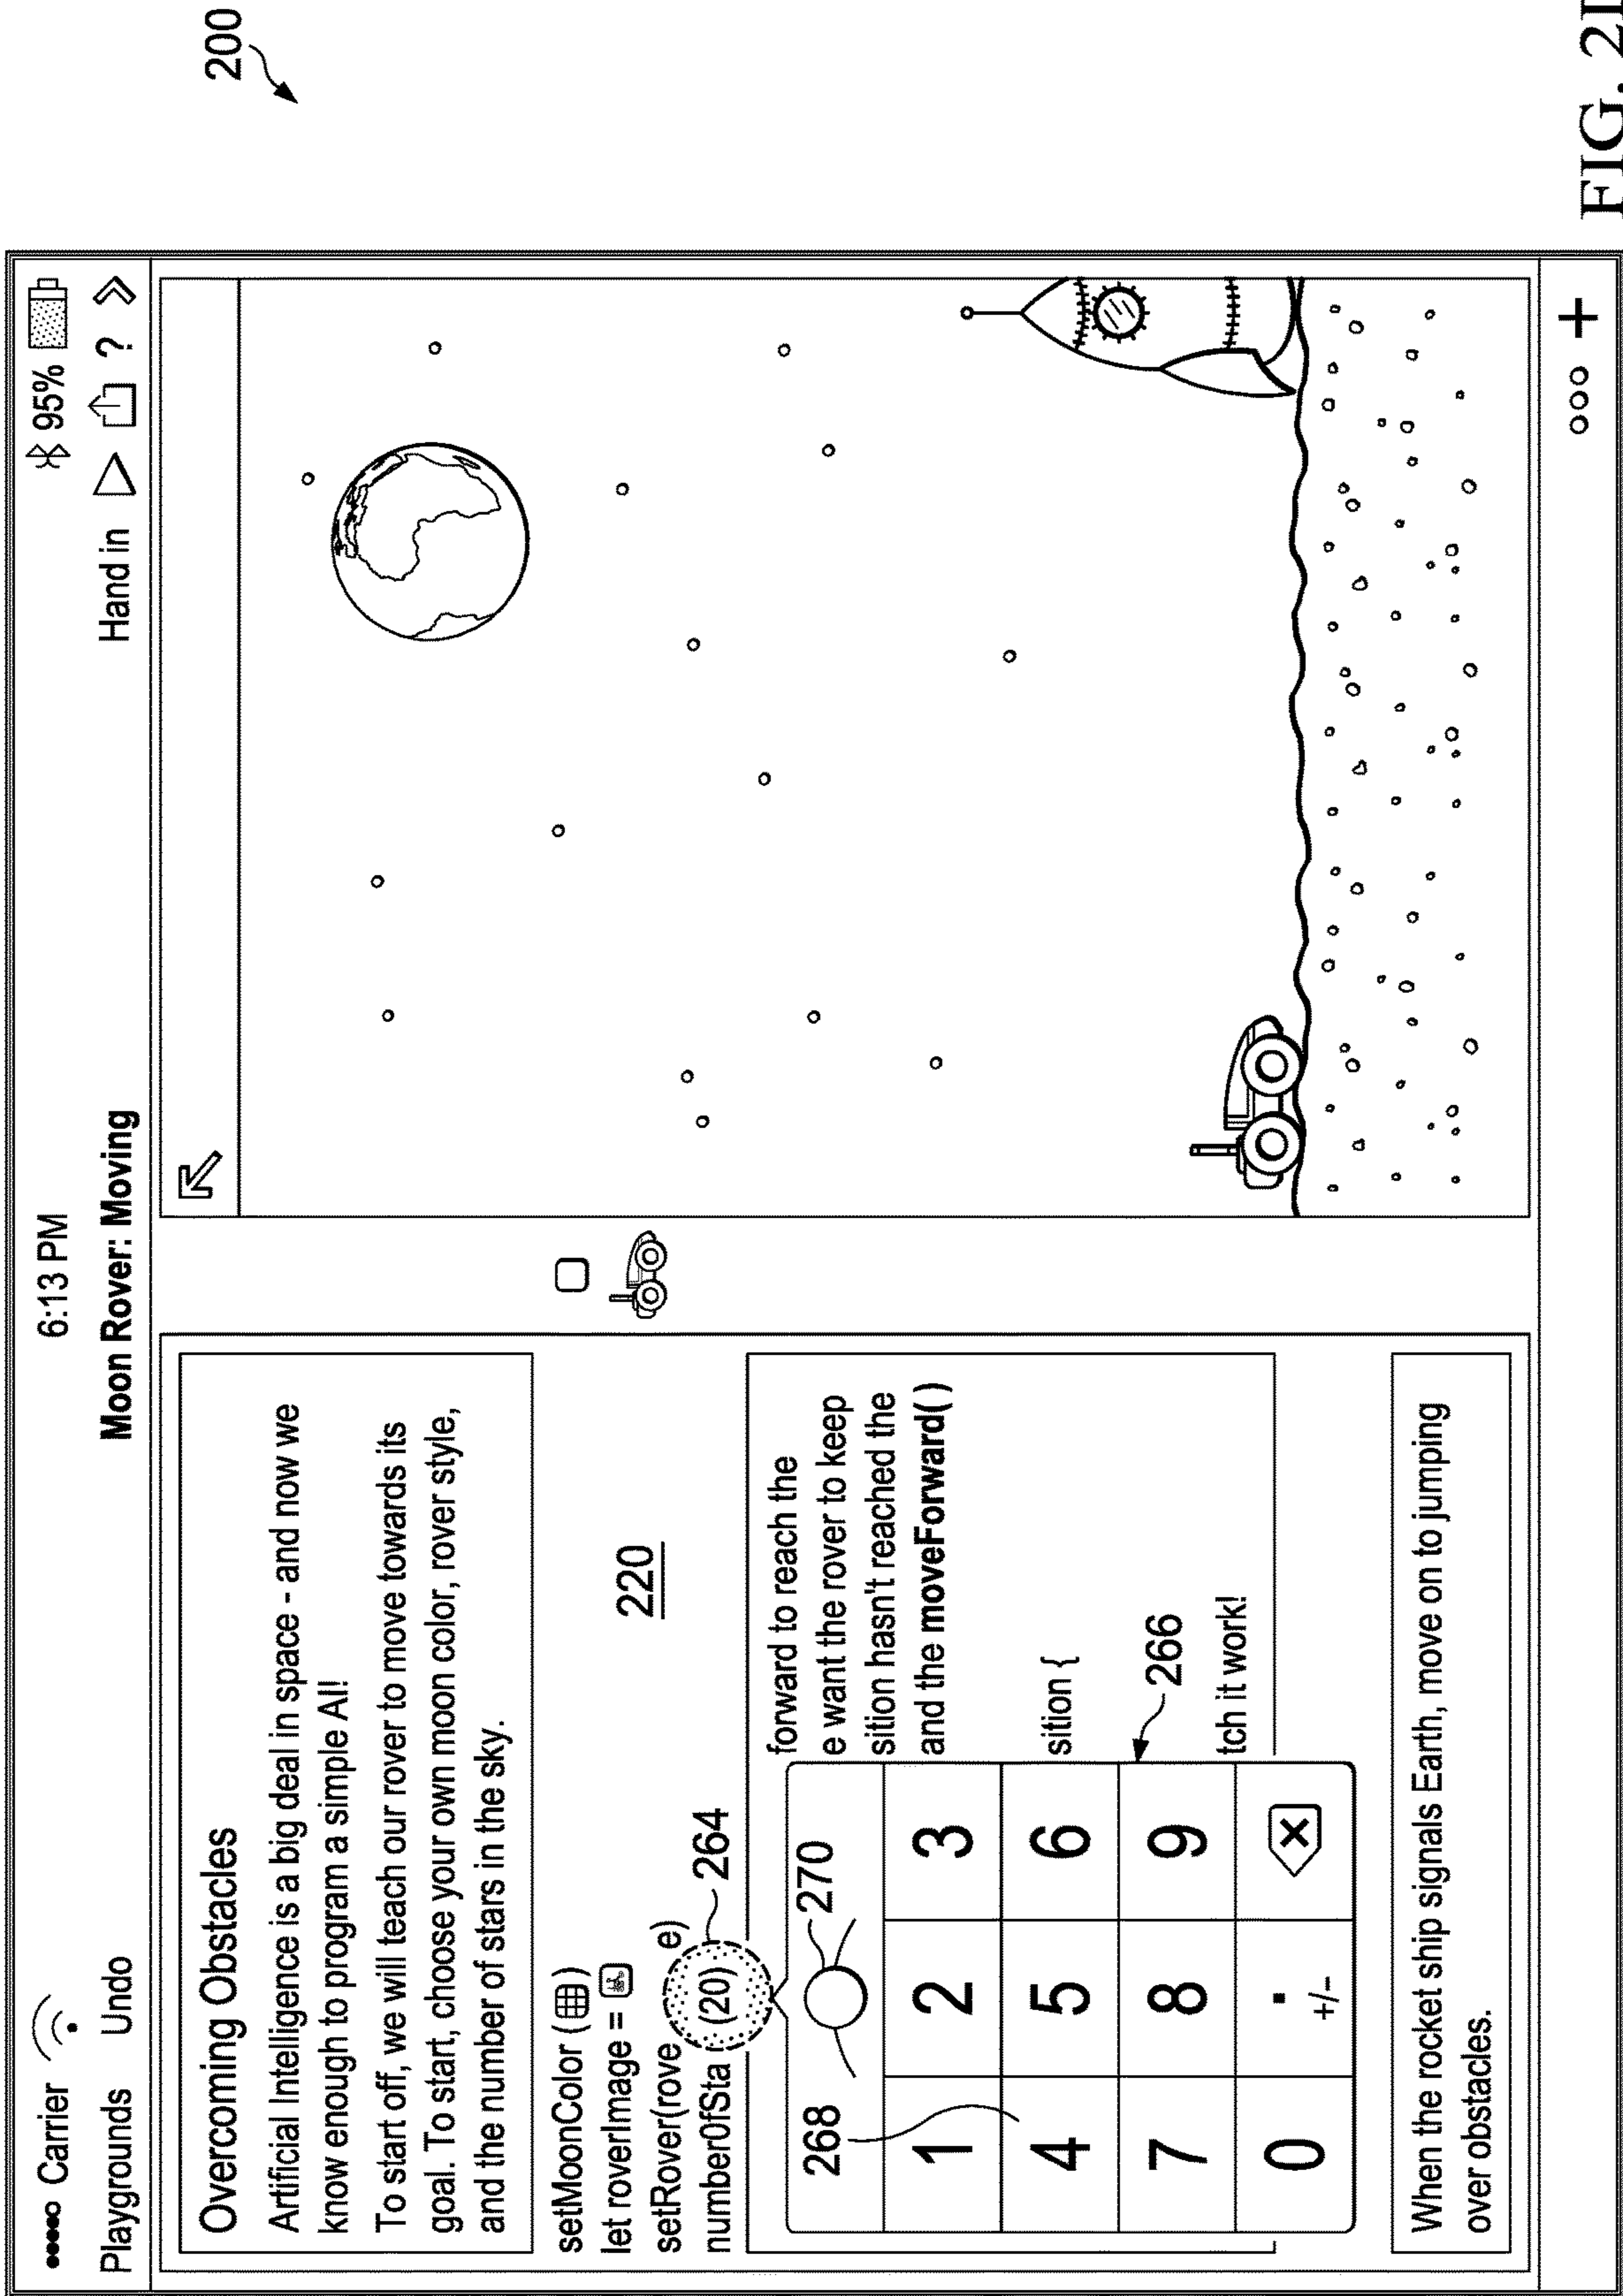 200
●●●●○ Carrier
6:13 PM
95%
Playgrounds Undo
Moon Rover: Moving
Hand in ?
Overcoming Obstacles
Artificial Intelligence is a big deal in space - and now we
know enough to program a simple AI!
To start off, we will teach our rover to move towards its
goal. To start, choose your own moon color, rover style,
and the number of stars in the sky.
setMoonColor ( )
let roverImage =
setRover(rove e)
number0fSta (20)
264
220
forward to reach the
e want the rover to keep
sition hasn't reached the
and the moveForward( )
sition {
tch it work!
268
270
266
1 2 3
4 5 6
7 8 9
0 . +/-
When the rocket ship signals Earth, move on to jumping
over obstacles.